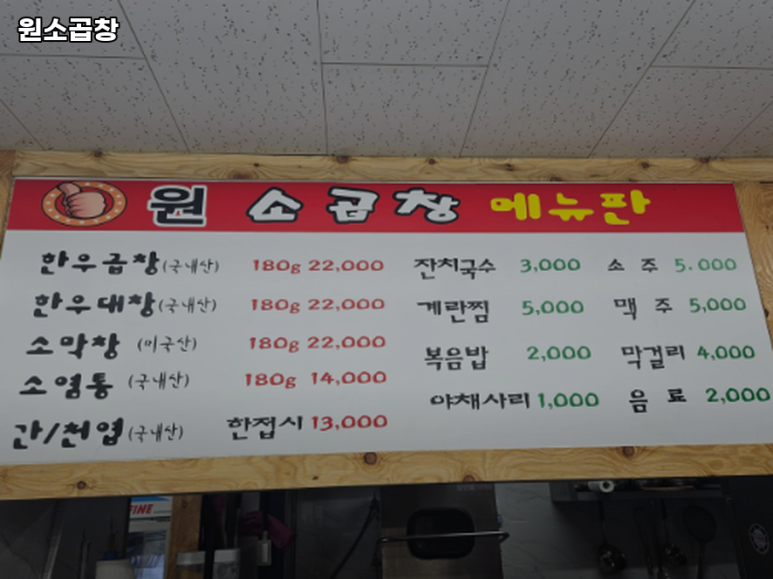 원소곱창
원 소곱창 메뉴판
한우곱창(국내산) 180g 22,000
한우대창(국내산) 180g 22,000
소막창 (미국산) 180g 22,000
소염통 (국내산) 180g 14,000
간/천엽(국내산) 한접시 13,000
잔치국수 3,000
계란찜 5,000
볶음밥 2,000
야채사리 1,000
소주 5.000
맥주 5,000
막걸리 4,000
음료 2,000
FINE